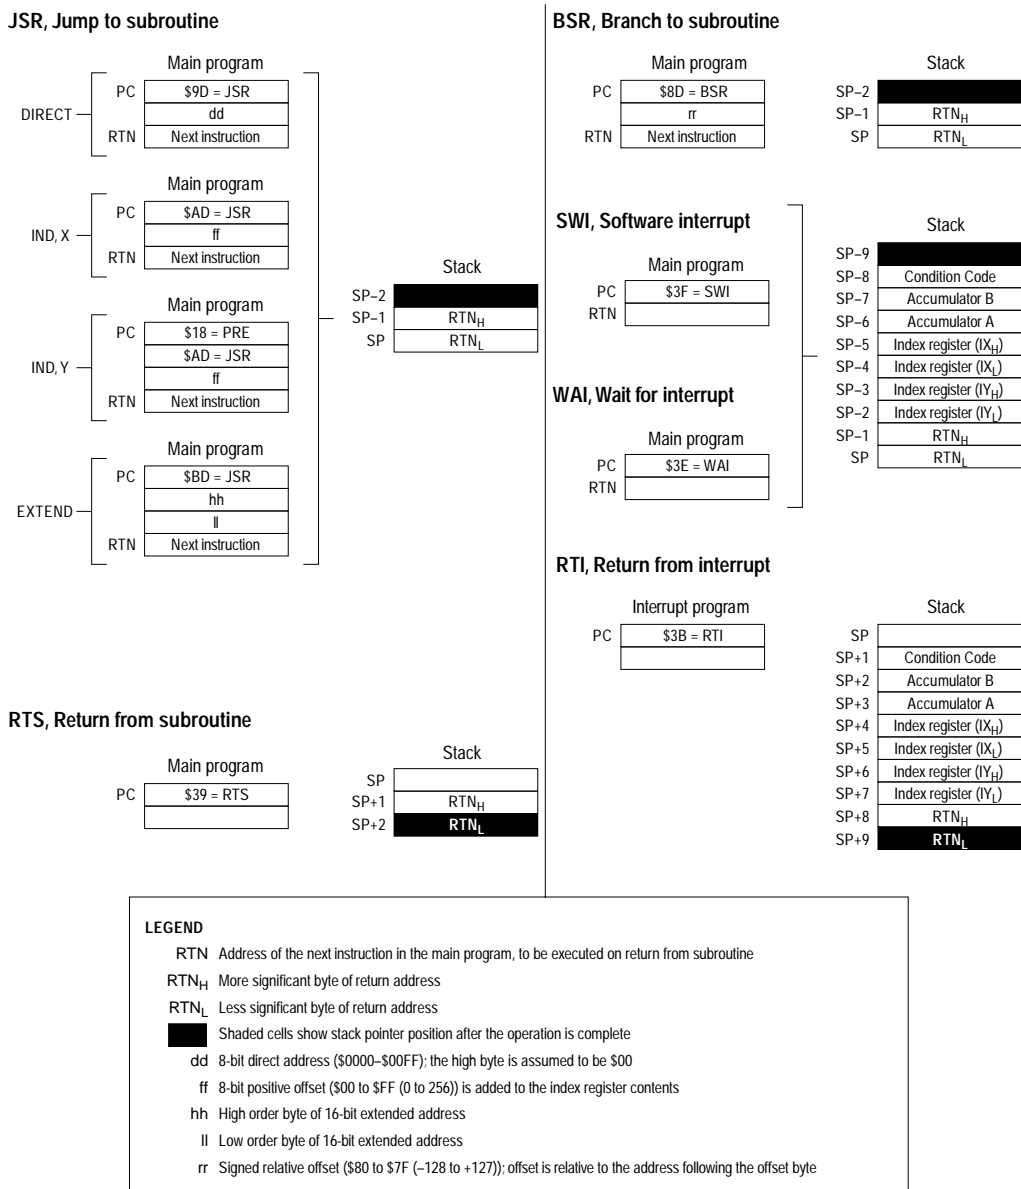 JSR, Jump to subroutine
Main program
DIRECT
PC $9D = JSR
dd
RTN Next instruction
Main program
IND, X
PC $AD = JSR
ff
RTN Next instruction
Main program
IND, Y
PC $18 = PRE
$AD = JSR
ff
RTN Next instruction
Main program
EXTEND
PC $BD = JSR
hh
ll
RTN Next instruction
Stack
SP–2
SP–1 RTNH
SP RTNL
RTS, Return from subroutine
Main program
PC $39 = RTS
Stack
SP
SP+1 RTNH
SP+2 RTNL
BSR, Branch to subroutine
Main program
PC $8D = BSR
rr
RTN Next instruction
Stack
SP–2
SP–1 RTNH
SP RTNL
SWI, Software interrupt
Main program
PC $3F = SWI
RTN
WAI, Wait for interrupt
Main program
PC $3E = WAI
RTN
Stack
SP–9
SP–8 Condition Code
SP–7 Accumulator B
SP–6 Accumulator A
SP–5 Index register (IXH)
SP–4 Index register (IXL)
SP–3 Index register (IYH)
SP–2 Index register (IYL)
SP–1 RTNH
SP RTNL
RTI, Return from interrupt
Interrupt program
PC $3B = RTI
Stack
SP
SP+1 Condition Code
SP+2 Accumulator B
SP+3 Accumulator A
SP+4 Index register (IXH)
SP+5 Index register (IXL)
SP+6 Index register (IYH)
SP+7 Index register (IYL)
SP+8 RTNH
SP+9 RTNL
LEGEND
RTN Address of the next instruction in the main program, to be executed on return from subroutine
RTNH More significant byte of return address
RTNL Less significant byte of return address
Shaded cells show stack pointer position after the operation is complete
dd 8-bit direct address ($0000–$00FF); the high byte is assumed to be $00
ff 8-bit positive offset ($00 to $FF (0 to 256)) is added to the index register contents
hh High order byte of 16-bit extended address
ll Low order byte of 16-bit extended address
rr Signed relative offset ($80 to $7F (–128 to +127)); offset is relative to the address following the offset byte